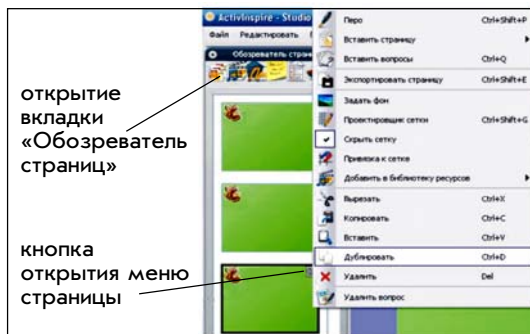 ActivInspire - Studio
Файл Редактировать
Обозреватель стран
открытие
вкладки
«Обозреватель
страниц»
кнопка
открытия меню
страницы
Перо Ctrl+Shift+P
Вставить страницу
Вставить вопросы Ctrl+Q
Экспортировать страницу Ctrl+Shift+E
Задать фон
Проектировщик сетки Ctrl+Shift+G
Скрыть сетку
Привязка к сетке
Добавить в библиотеку ресурсов
Вырезать Ctrl+X
Копировать Ctrl+C
Вставить Ctrl+V
Дублировать Ctrl+D
Удалить Del
Удалить вопрос